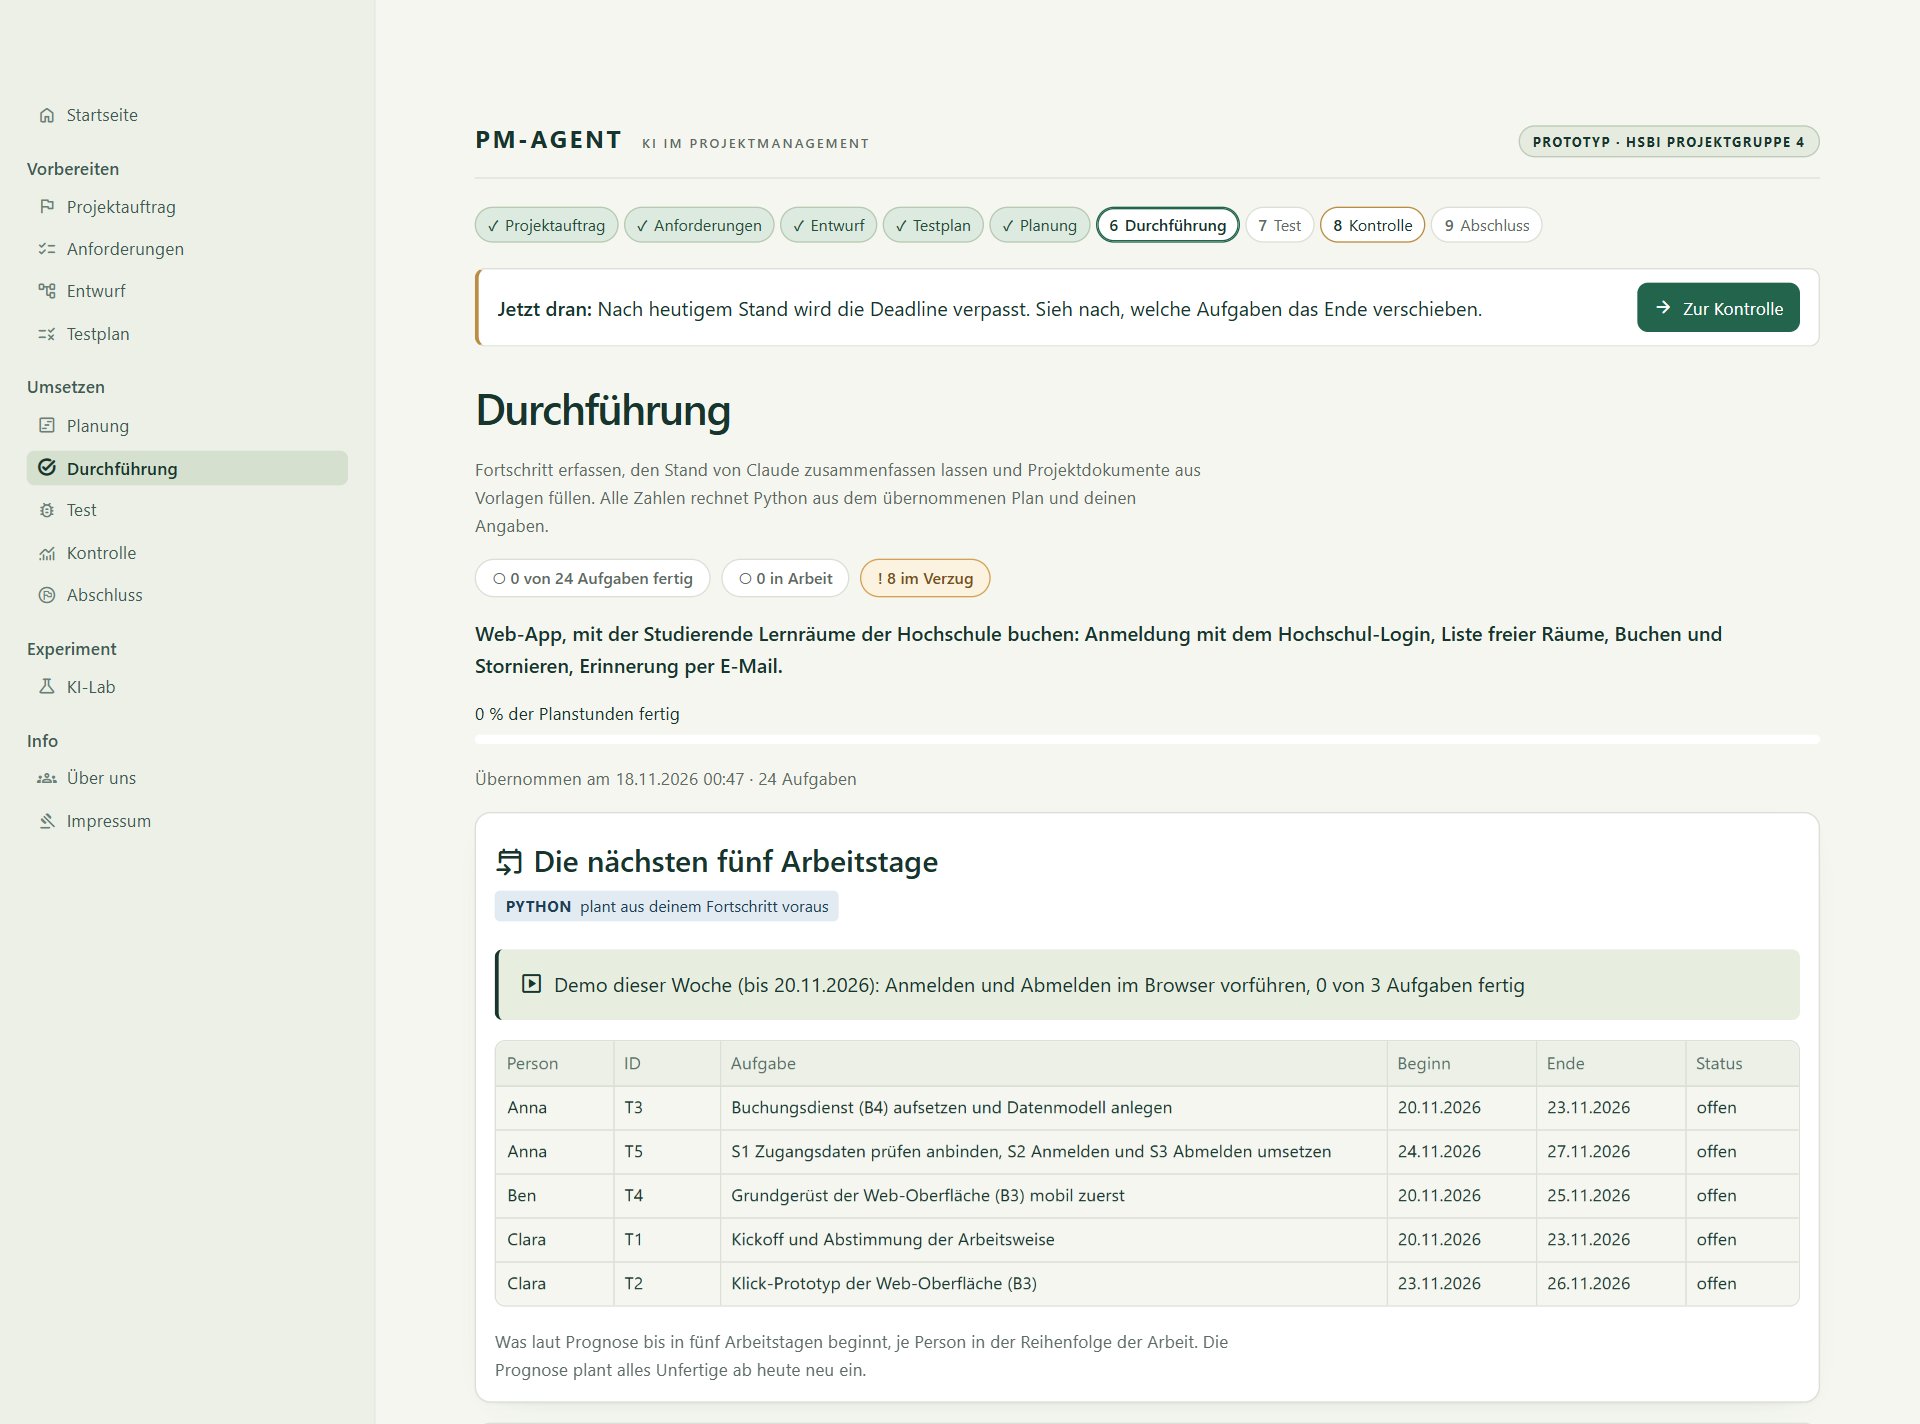 Startseite
Vorbereiten
Projektauftrag
Anforderungen
Entwurf
Testplan
Umsetzen
Planung
Durchführung
Test
Kontrolle
Abschluss
Experiment
KI-Lab
Info
Über uns
Impressum
PM-AGENT KI IM PROJEKTMANAGEMENT
PROTOTYP · HSBI PROJEKTGRUPPE 4
✓ Projektauftrag ✓ Anforderungen ✓ Entwurf ✓ Testplan ✓ Planung 6 Durchführung 7 Test 8 Kontrolle 9 Abschluss
Jetzt dran: Nach heutigem Stand wird die Deadline verpasst. Sieh nach, welche Aufgaben das Ende verschieben.
→ Zur Kontrolle
Durchführung
Fortschritt erfassen, den Stand von Claude zusammenfassen lassen und Projektdokumente aus
Vorlagen füllen. Alle Zahlen rechnet Python aus dem übernommenen Plan und deinen
Angaben.
○ 0 von 24 Aufgaben fertig ○ 0 in Arbeit ! 8 im Verzug
Web-App, mit der Studierende Lernräume der Hochschule buchen: Anmeldung mit dem Hochschul-Login, Liste freier Räume, Buchen und
Stornieren, Erinnerung per E-Mail.
0 % der Planstunden fertig
Übernommen am 18.11.2026 00:47 · 24 Aufgaben
Die nächsten fünf Arbeitstage
PYTHON plant aus deinem Fortschritt voraus
Demo dieser Woche (bis 20.11.2026): Anmelden und Abmelden im Browser vorführen, 0 von 3 Aufgaben fertig
Person ID Aufgabe Beginn Ende Status
Anna T3 Buchungsdienst (B4) aufsetzen und Datenmodell anlegen 20.11.2026 23.11.2026 offen
Anna T5 S1 Zugangsdaten prüfen anbinden, S2 Anmelden und S3 Abmelden umsetzen 24.11.2026 27.11.2026 offen
Ben T4 Grundgerüst der Web-Oberfläche (B3) mobil zuerst 20.11.2026 25.11.2026 offen
Clara T1 Kickoff und Abstimmung der Arbeitsweise 20.11.2026 23.11.2026 offen
Clara T2 Klick-Prototyp der Web-Oberfläche (B3) 23.11.2026 26.11.2026 offen
Was laut Prognose bis in fünf Arbeitstagen beginnt, je Person in der Reihenfolge der Arbeit. Die
Prognose plant alles Unfertige ab heute neu ein.